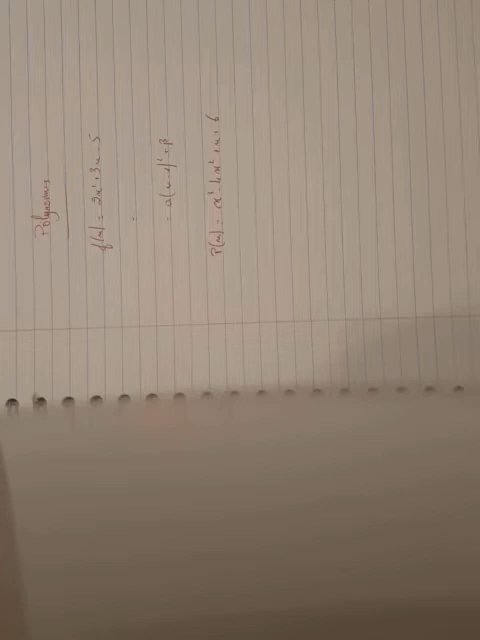 Polynomes
f(x) = 2x² + 3x - 5
:
= a(x-α)² + β
P(x) = x³ - 4x² + x + 6